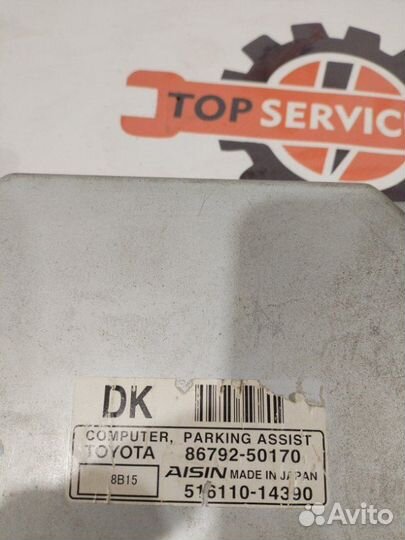 TOP SERVIC
DK
COMPUTER, PARKING ASSIST
TOYOTA 86792-50170
8B15 AISIN MADE IN JAPAN
516110-14390
Avito